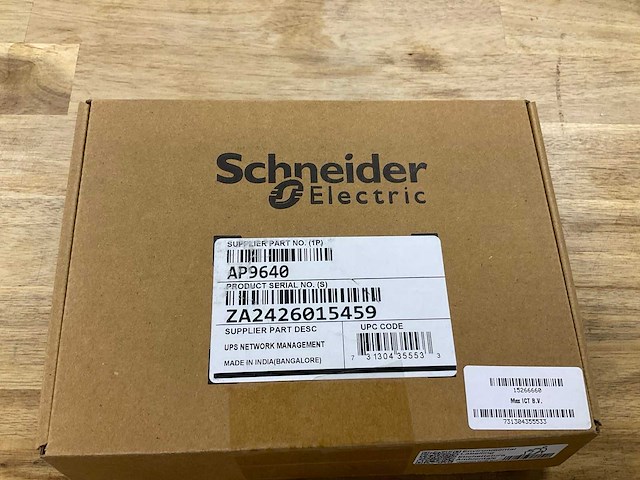 Schneider
Electric
SUPPLIER PART NO. (1P)
AP9640
PRODUCT SERIAL NO. (S)
ZA2426015459
SUPPLIER PART DESC
UPC CODE
UPS NETWORK MANAGEMENT
MADE IN INDIA(BANGALORE)
7 31304 35553 3
15266660
ICT B.V.
731304355533